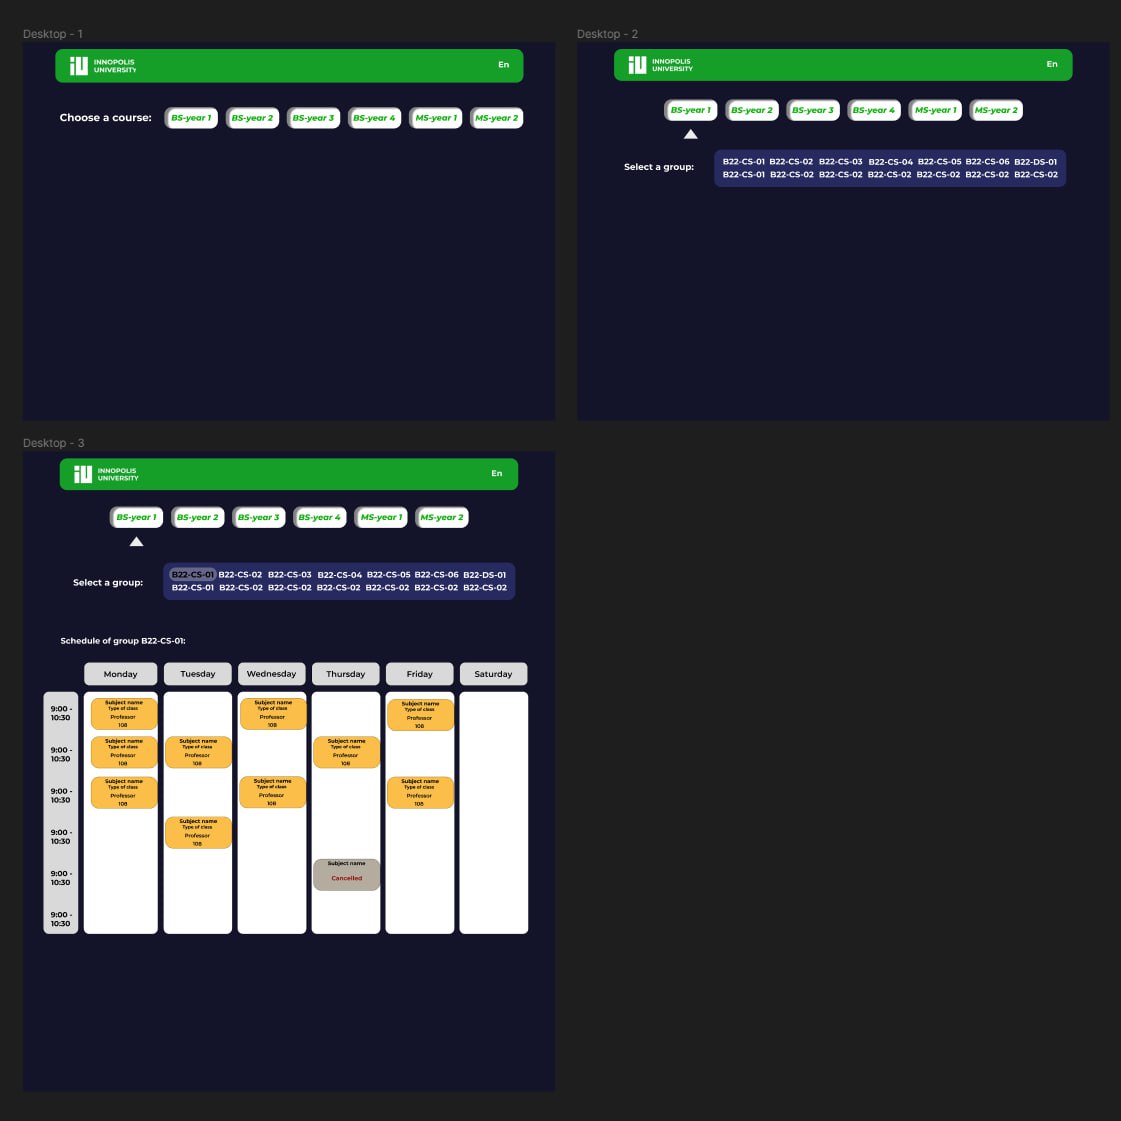 Desktop - 1
INNOPOLIS
UNIVERSITY
En
Choose a course: BS-year 1 BS-year 2 BS-year 3 BS-year 4 MS-year 1 MS-year 2
Desktop - 2
INNOPOLIS
UNIVERSITY
En
BS-year 1 BS-year 2 BS-year 3 BS-year 4 MS-year 1 MS-year 2
Select a group:
B22-CS-01 B22-CS-02 B22-CS-03 B22-CS-04 B22-CS-05 B22-CS-06 B22-DS-01
B22-CS-01 B22-CS-02 B22-CS-02 B22-CS-02 B22-CS-02 B22-CS-02 B22-CS-02
Desktop - 3
INNOPOLIS
UNIVERSITY
En
BS-year 1 BS-year 2 BS-year 3 BS-year 4 MS-year 1 MS-year 2
Select a group:
B22-CS-01 B22-CS-02 B22-CS-03 B22-CS-04 B22-CS-05 B22-CS-06 B22-DS-01
B22-CS-01 B22-CS-02 B22-CS-02 B22-CS-02 B22-CS-02 B22-CS-02 B22-CS-02
Schedule of group B22-CS-01:
Monday Tuesday Wednesday Thursday Friday Saturday
9:00 -
10:30
Subject name
Type of class
Professor
108
Subject name
Type of class
Professor
108
Subject name
Type of class
Professor
108
9:00 -
10:30
Subject name
Type of class
Professor
108
Subject name
Type of class
Professor
108
Subject name
Type of class
Professor
108
9:00 -
10:30
Subject name
Type of class
Professor
108
Subject name
Type of class
Professor
108
Subject name
Type of class
Professor
108
9:00 -
10:30
Subject name
Type of class
Professor
108
9:00 -
10:30
Subject name
Cancelled
9:00 -
10:30